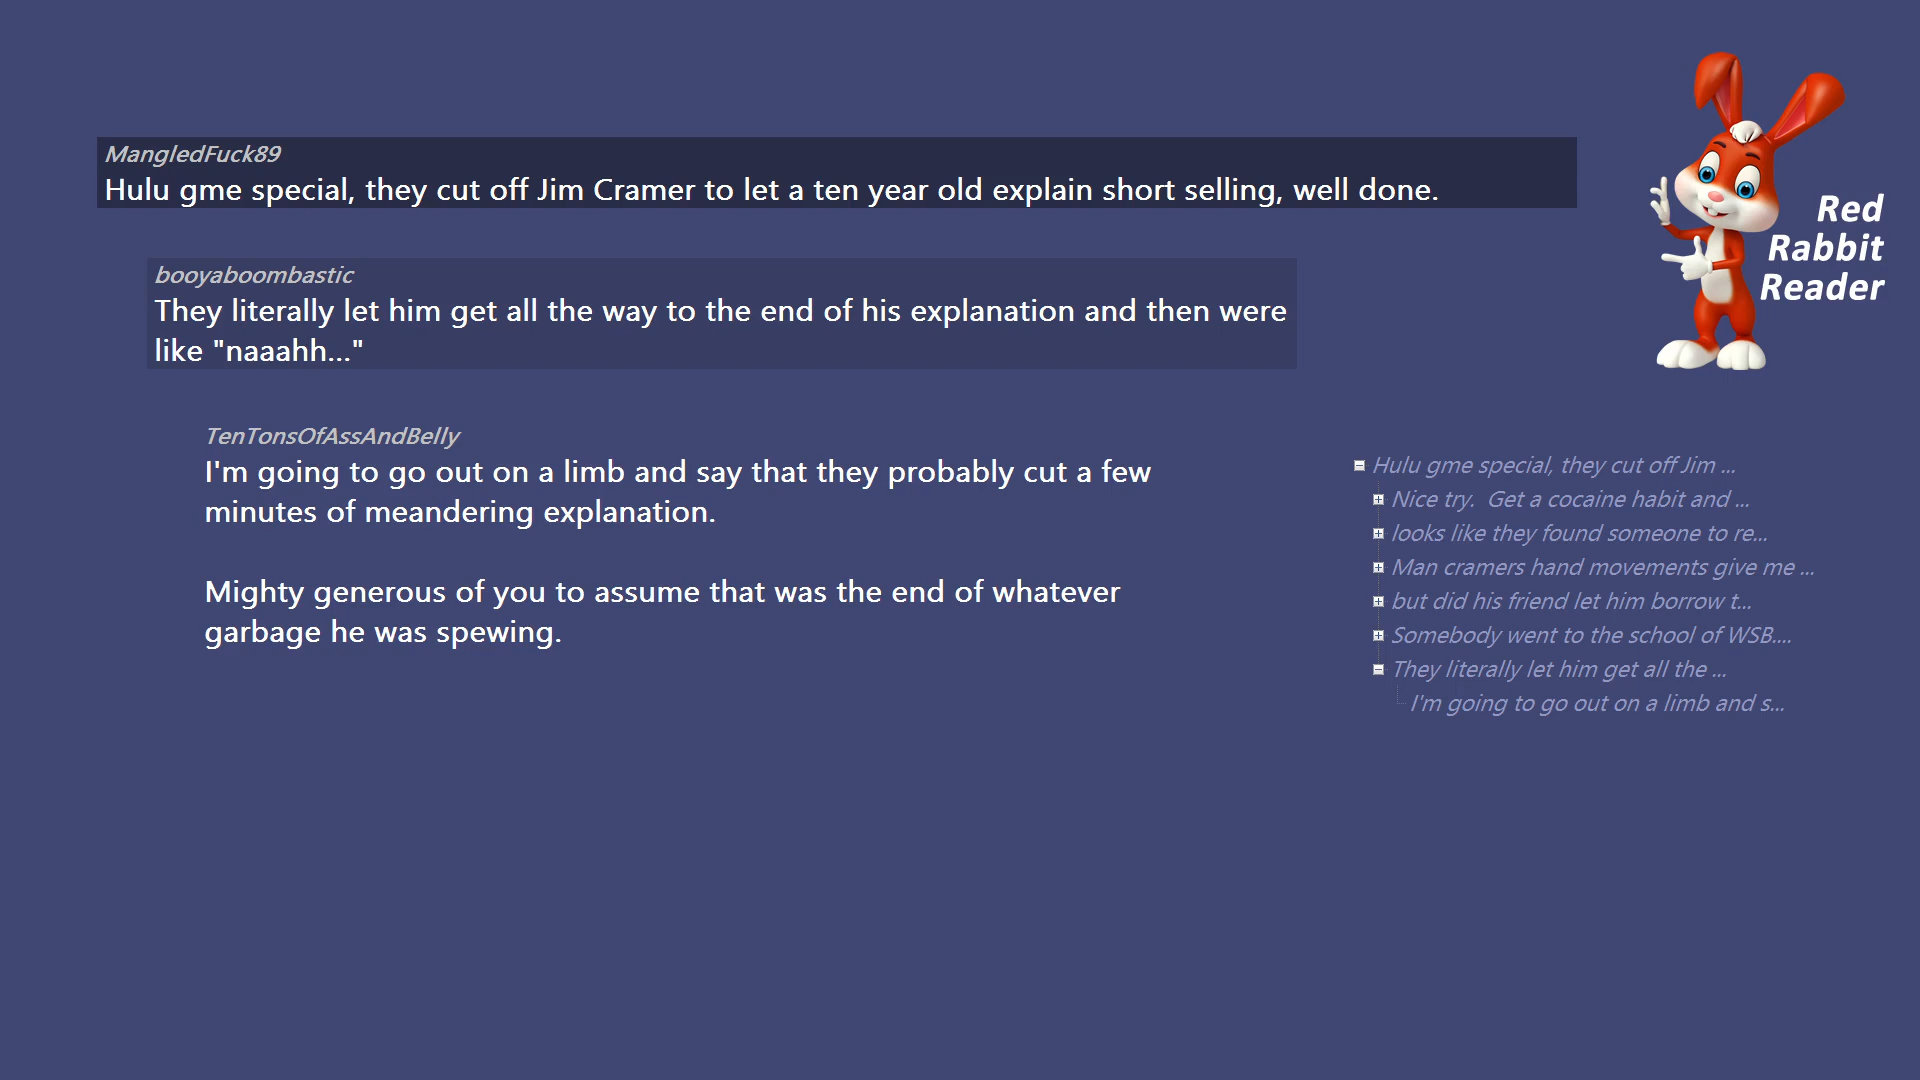 MangledFuck89
Hulu gme special, they cut off Jim Cramer to let a ten year old explain short selling, well done.
booyaboombastic
They literally let him get all the way to the end of his explanation and then were
like "naaahh..."
TenTonsOfAssAndBelly
I'm going to go out on a limb and say that they probably cut a few
minutes of meandering explanation.
Mighty generous of you to assume that was the end of whatever
garbage he was spewing.
Red
Rabbit
Reader
Hulu gme special, they cut off Jim ...
Nice try.  Get a cocaine habit and ...
looks like they found someone to re...
Man cramers hand movements give me ...
but did his friend let him borrow t...
Somebody went to the school of WSB....
They literally let him get all the ...
I'm going to go out on a limb and s...